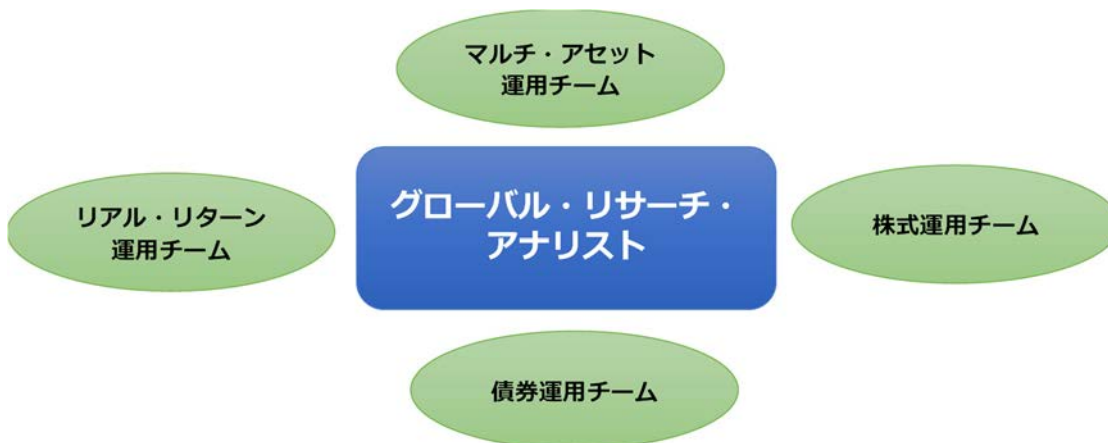 マルチ・アセット
運用チーム
グローバル・リサーチ・
アナリスト
リアル・リターン
運用チーム
株式運用チーム
債券運用チーム